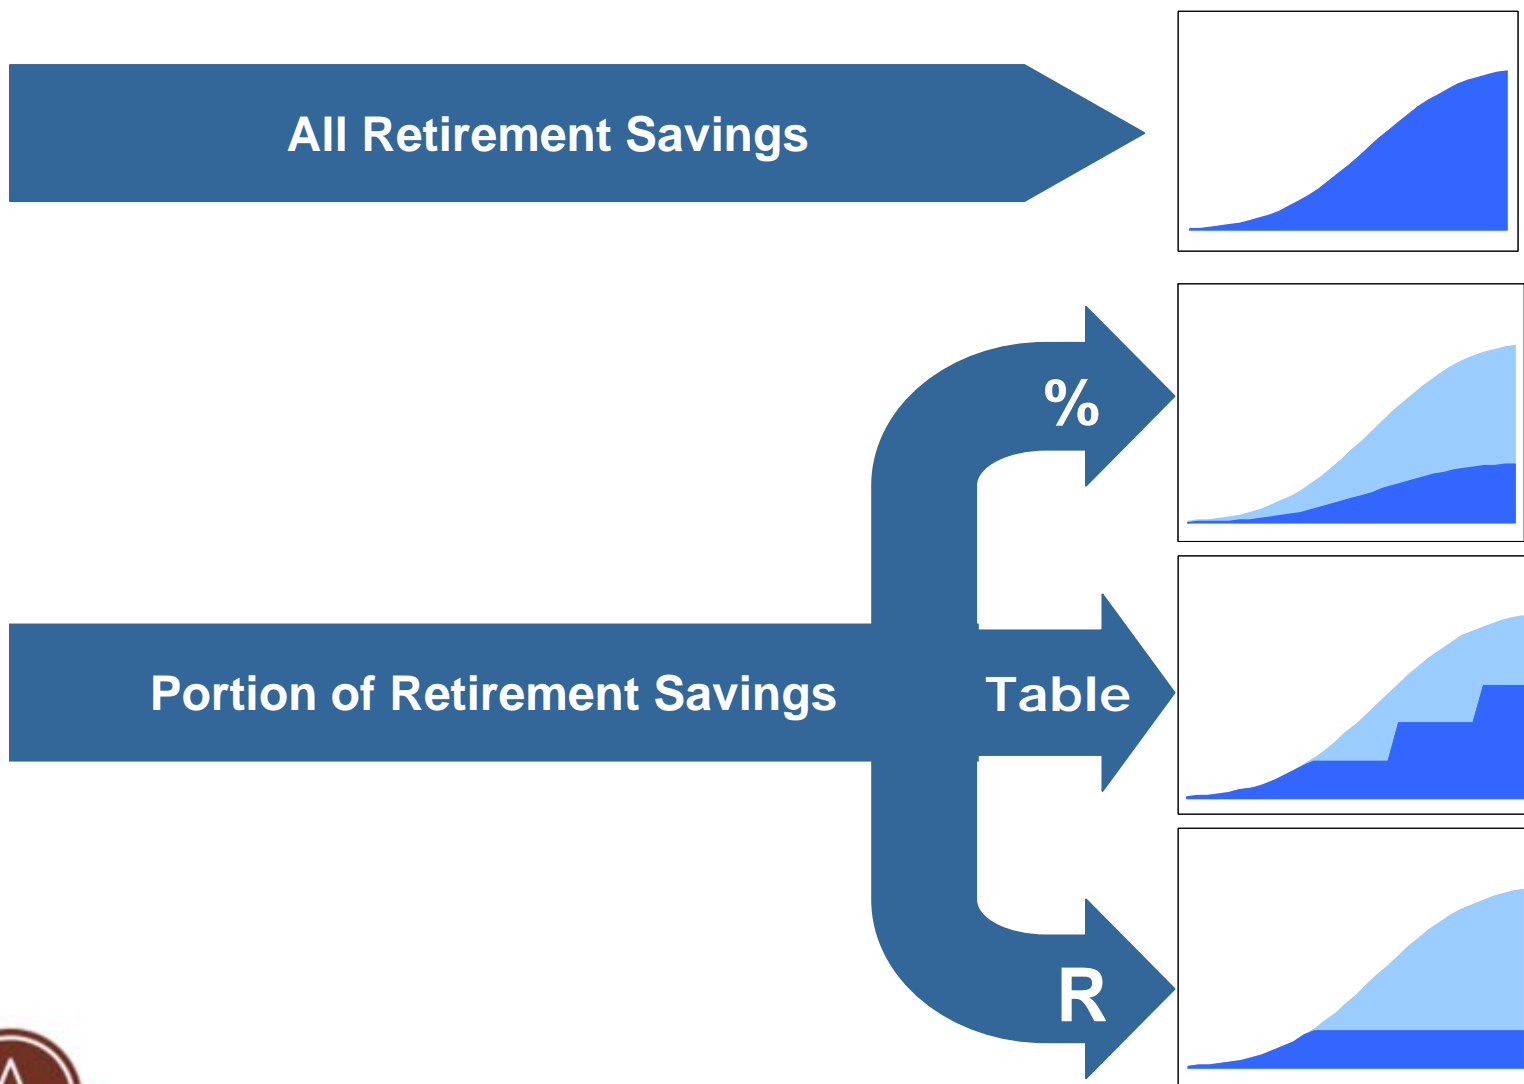 All Retirement Savings
%
Portion of Retirement Savings
Table
R